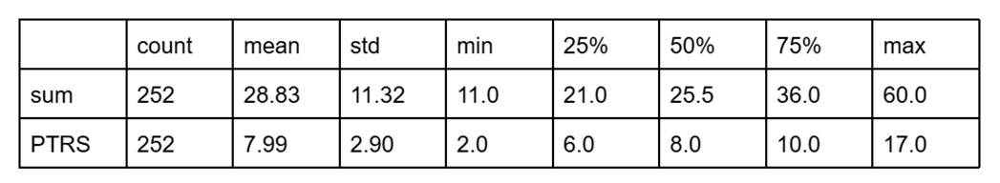 count mean std min 25% 50% 75% max
sum 252 28.83 11.32 11.0 21.0 25.5 36.0 60.0
PTRS 252 7.99 2.90 2.0 6.0 8.0 10.0 17.0